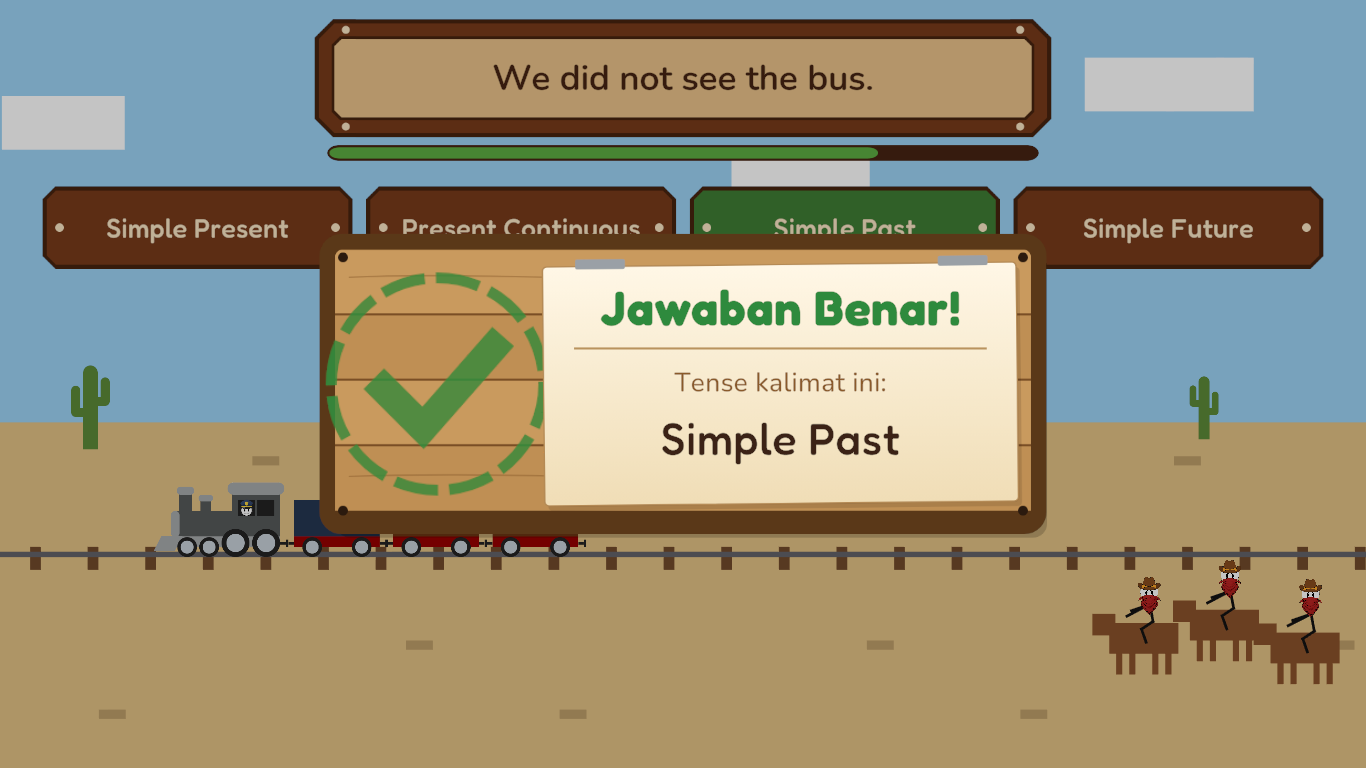 We did not see the bus.
Simple Present
Present Continuous
Simple Past
Simple Future
Jawaban Benar!
Tense kalimat ini:
Simple Past